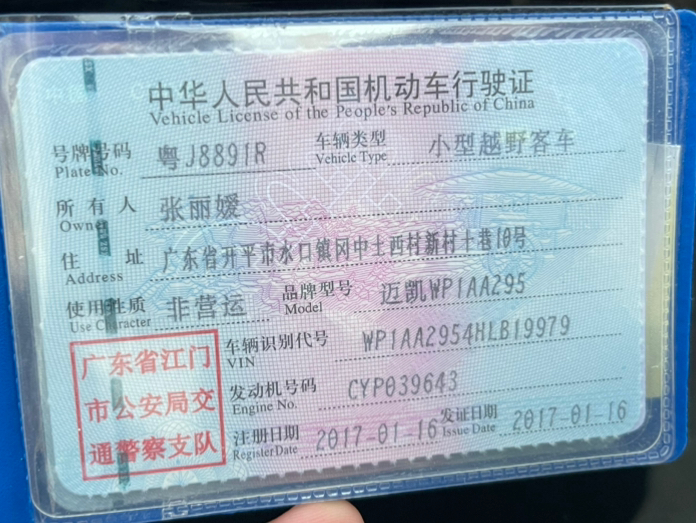 中华人民共和国机动车行驶证
Vehicle License of the People's Republic of China
号牌号码 粤J8891R 车辆类型 小型越野客车
Plate No. Vehicle Type
所有人 张丽媛
Owner
住址 广东省开平市水口镇冈中土西村新村十巷10号
Address
使用性质 非营运 品牌型号 迈凯WP1AA295
Use Character Model
车辆识别代号 WP1AA2954HLB19979
VIN
发动机号码 CYP039643
Engine No.
注册日期 2017-01-16 发证日期 2017-01-16
Register Date Issue Date
广东省江门
市公安局交
通警察支队